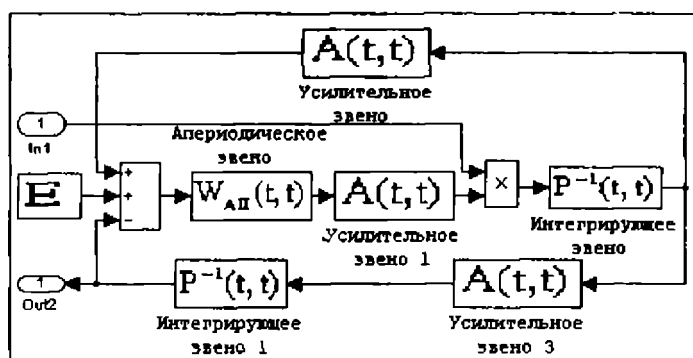 A(t,t)
Усилительное
звено
1
In1
Апериодическое
звено
+
+
−
E
W_АП(t,t)
A(t,t)
Усилительное
звено 1
×
P⁻¹(t,t)
Интегрирующее
звено
1
Out2
P⁻¹(t,t)
Интегрирующее
звено 1
A(t,t)
Усилительное
звено 3